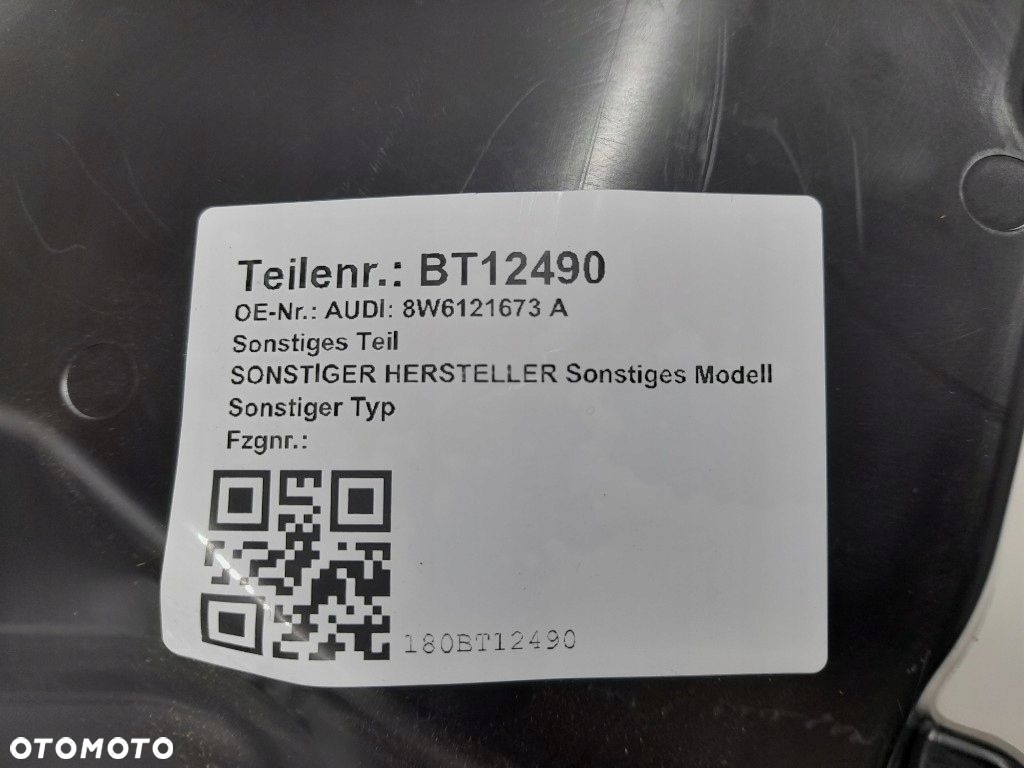 Teilenr.: BT12490
OE-Nr.: AUDI: 8W6121673 A
Sonstiges Teil
SONSTIGER HERSTELLER Sonstiges Modell
Sonstiger Typ
Fzgnr.:
180BT12490
OTOMOTO